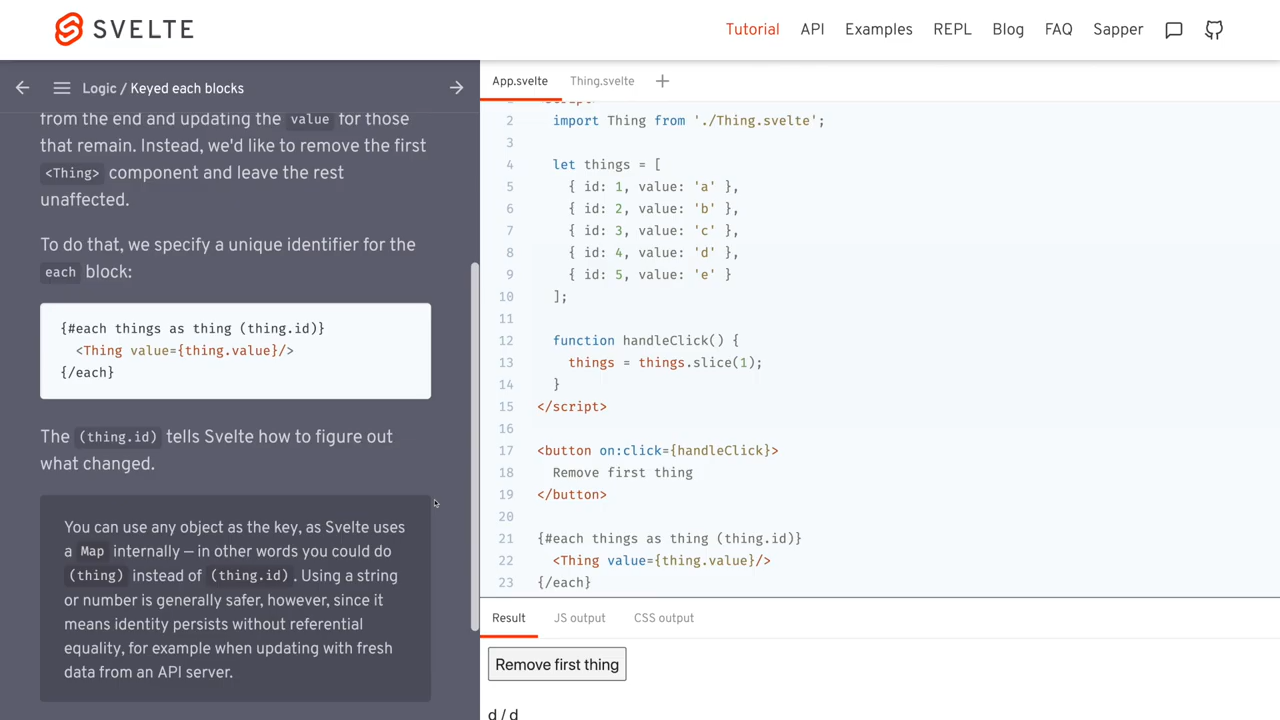 SVELTE
Tutorial API Examples REPL Blog FAQ Sapper
Logic / Keyed each blocks
from the end and updating the value for those
that remain. Instead, we'd like to remove the first
<Thing> component and leave the rest
unaffected.
To do that, we specify a unique identifier for the
each block:
{#each things as thing (thing.id)}
<Thing value={thing.value}/>
{/each}
The (thing.id) tells Svelte how to figure out
what changed.
You can use any object as the key, as Svelte uses
a Map internally — in other words you could do
(thing) instead of (thing.id). Using a string
or number is generally safer, however, since it
means identity persists without referential
equality, for example when updating with fresh
data from an API server.
App.svelte Thing.svelte
2 import Thing from './Thing.svelte';
3
4 let things = [
5 { id: 1, value: 'a' },
6 { id: 2, value: 'b' },
7 { id: 3, value: 'c' },
8 { id: 4, value: 'd' },
9 { id: 5, value: 'e' }
10 ];
11
12 function handleClick() {
13 things = things.slice(1);
14 }
15 </script>
16
17 <button on:click={handleClick}>
18 Remove first thing
19 </button>
20
21 {#each things as thing (thing.id)}
22 <Thing value={thing.value}/>
23 {/each}
Result JS output CSS output
Remove first thing
d / d